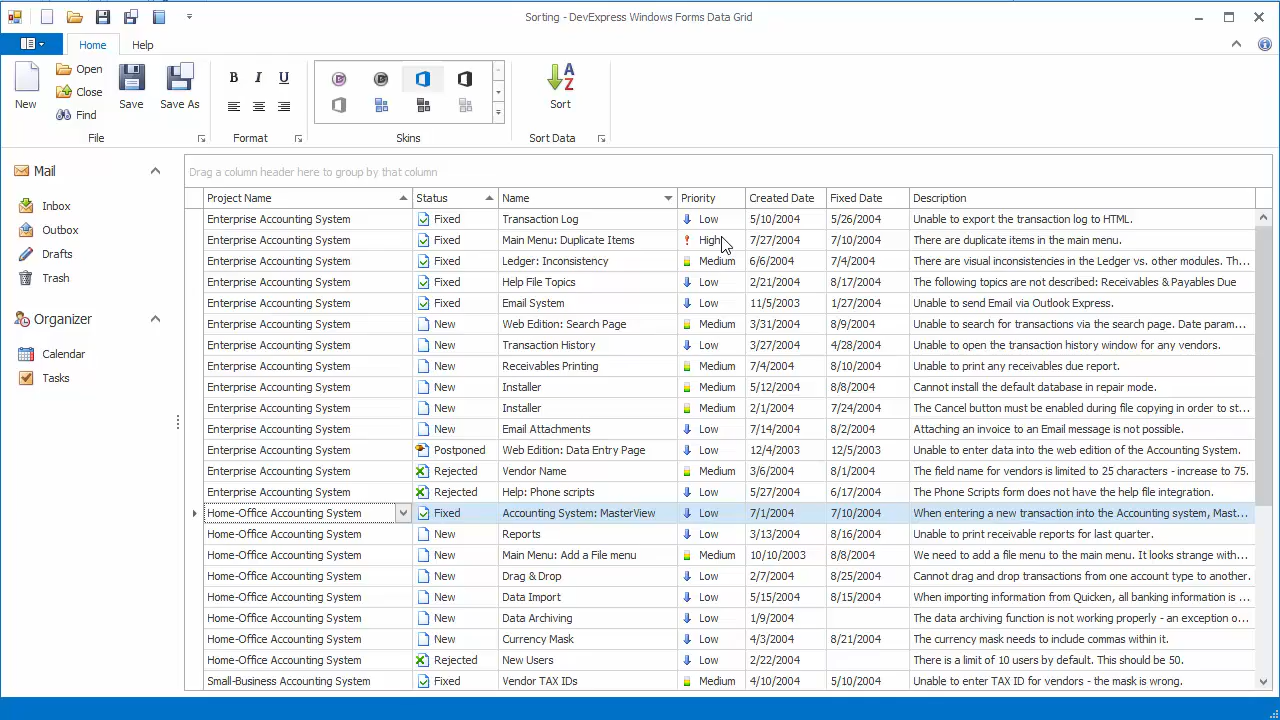 Sorting - DevExpress Windows Forms Data Grid
Home Help
New Open Close Find Save Save As
B I U
Sort
File Format Skins Sort Data
Mail
Inbox
Outbox
Drafts
Trash
Organizer
Calendar
Tasks
Drag a column header here to group by that column
Project Name Status Name Priority Created Date Fixed Date Description
Enterprise Accounting System Fixed Transaction Log Low 5/10/2004 5/26/2004 Unable to export the transaction log to HTML.
Enterprise Accounting System Fixed Main Menu: Duplicate Items High 7/27/2004 7/10/2004 There are duplicate items in the main menu.
Enterprise Accounting System Fixed Ledger: Inconsistency Medium 6/6/2004 7/4/2004 There are visual inconsistencies in the Ledger vs. other modules. Th...
Enterprise Accounting System Fixed Help File Topics Low 2/21/2004 8/17/2004 The following topics are not described: Receivables & Payables Due
Enterprise Accounting System Fixed Email System Low 11/5/2003 1/27/2004 Unable to send Email via Outlook Express.
Enterprise Accounting System New Web Edition: Search Page Medium 3/31/2004 8/9/2004 Unable to search for transactions via the search page. Date param...
Enterprise Accounting System New Transaction History Low 3/27/2004 4/28/2004 Unable to open the transaction history window for any vendors.
Enterprise Accounting System New Receivables Printing Medium 7/4/2004 8/10/2004 Unable to print any receivables due report.
Enterprise Accounting System New Installer Medium 5/12/2004 8/8/2004 Cannot install the default database in repair mode.
Enterprise Accounting System New Installer Medium 2/1/2004 7/24/2004 The Cancel button must be enabled during file copying in order to st...
Enterprise Accounting System New Email Attachments Low 7/14/2004 8/2/2004 Attaching an invoice to an Email message is not possible.
Enterprise Accounting System Postponed Web Edition: Data Entry Page Low 12/4/2003 12/5/2003 Unable to enter data into the web edition of the Accounting System.
Enterprise Accounting System Rejected Vendor Name Medium 3/6/2004 8/1/2004 The field name for vendors is limited to 25 characters - increase to 75.
Enterprise Accounting System Rejected Help: Phone scripts Low 5/27/2004 6/17/2004 The Phone Scripts form does not have the help file integration.
Home-Office Accounting System Fixed Accounting System: MasterView Low 7/1/2004 7/10/2004 When entering a new transaction into the Accounting system, Mast...
Home-Office Accounting System New Reports Low 3/13/2004 8/16/2004 Unable to print receivable reports for last quarter.
Home-Office Accounting System New Main Menu: Add a File menu Medium 10/10/2003 8/8/2004 We need to add a file menu to the main menu. It looks strange with...
Home-Office Accounting System New Drag & Drop Low 2/7/2004 8/25/2004 Cannot drag and drop transactions from one account type to another.
Home-Office Accounting System New Data Import Low 5/15/2004 8/15/2004 When importing information from Quicken, all banking information is ...
Home-Office Accounting System New Data Archiving Low 1/9/2004 The data archiving function is not working properly - an exception o...
Home-Office Accounting System New Currency Mask Low 4/3/2004 8/21/2004 The currency mask needs to include commas within it.
Home-Office Accounting System Rejected New Users Low 2/22/2004 There is a limit of 10 users by default. This should be 50.
Small-Business Accounting System Fixed Vendor TAX IDs Medium 4/10/2004 5/10/2004 Unable to enter TAX ID for vendors - the mask is wrong.